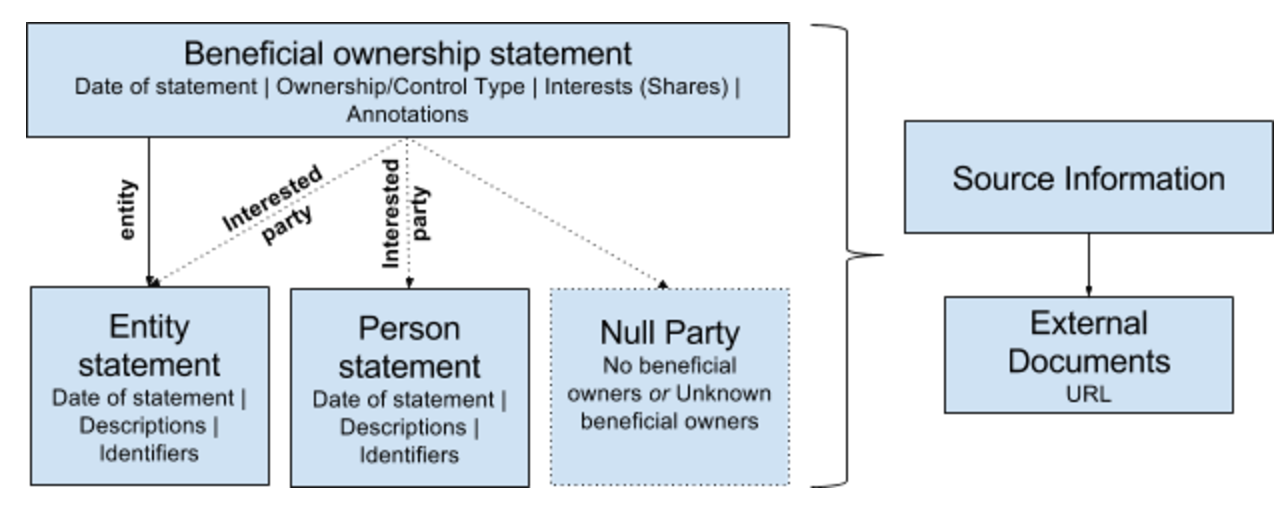 Beneficial ownership statement
Date of statement | Ownership/Control Type | Interests (Shares) |
Annotations
entity
Interested
party
Interested
party
Entity
statement
Date of statement |
Descriptions |
Identifiers
Person
statement
Date of statement |
Descriptions |
Identifiers
Null Party
No beneficial
owners or Unknown
beneficial owners
Source Information
External
Documents
URL